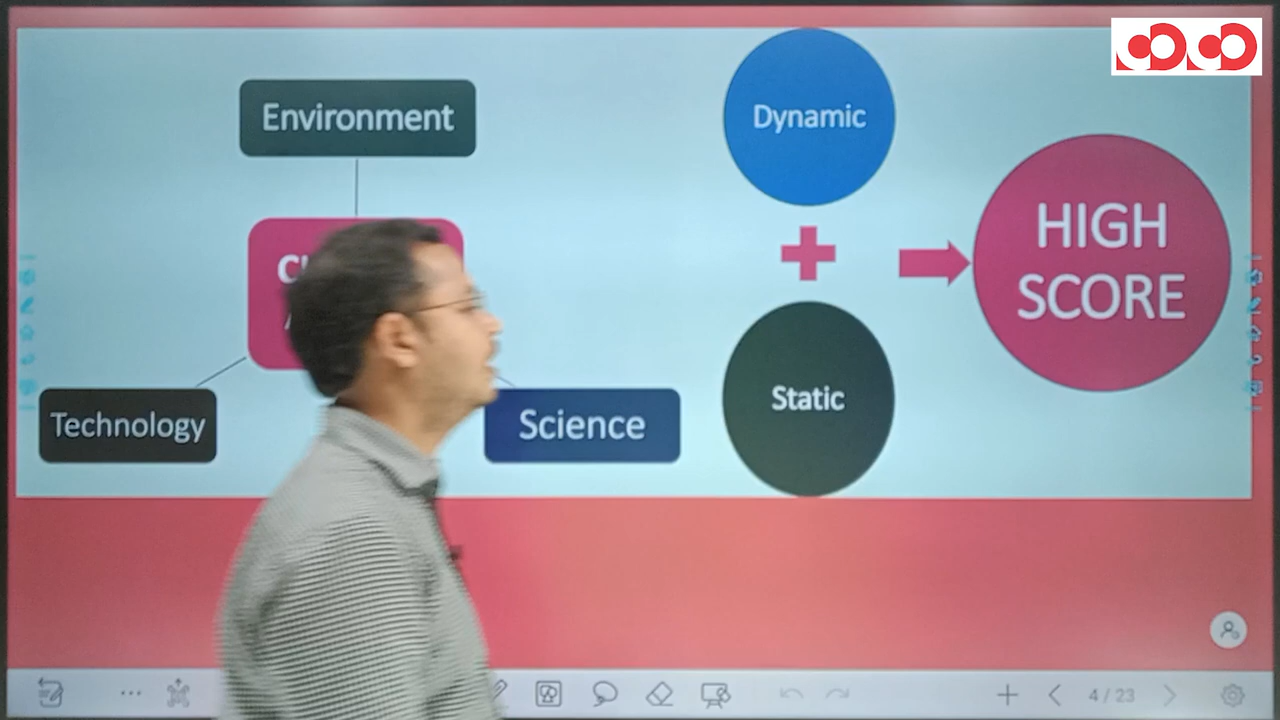 Environment
Technology
Science
Dynamic
Static
HIGH
SCORE
4 / 23